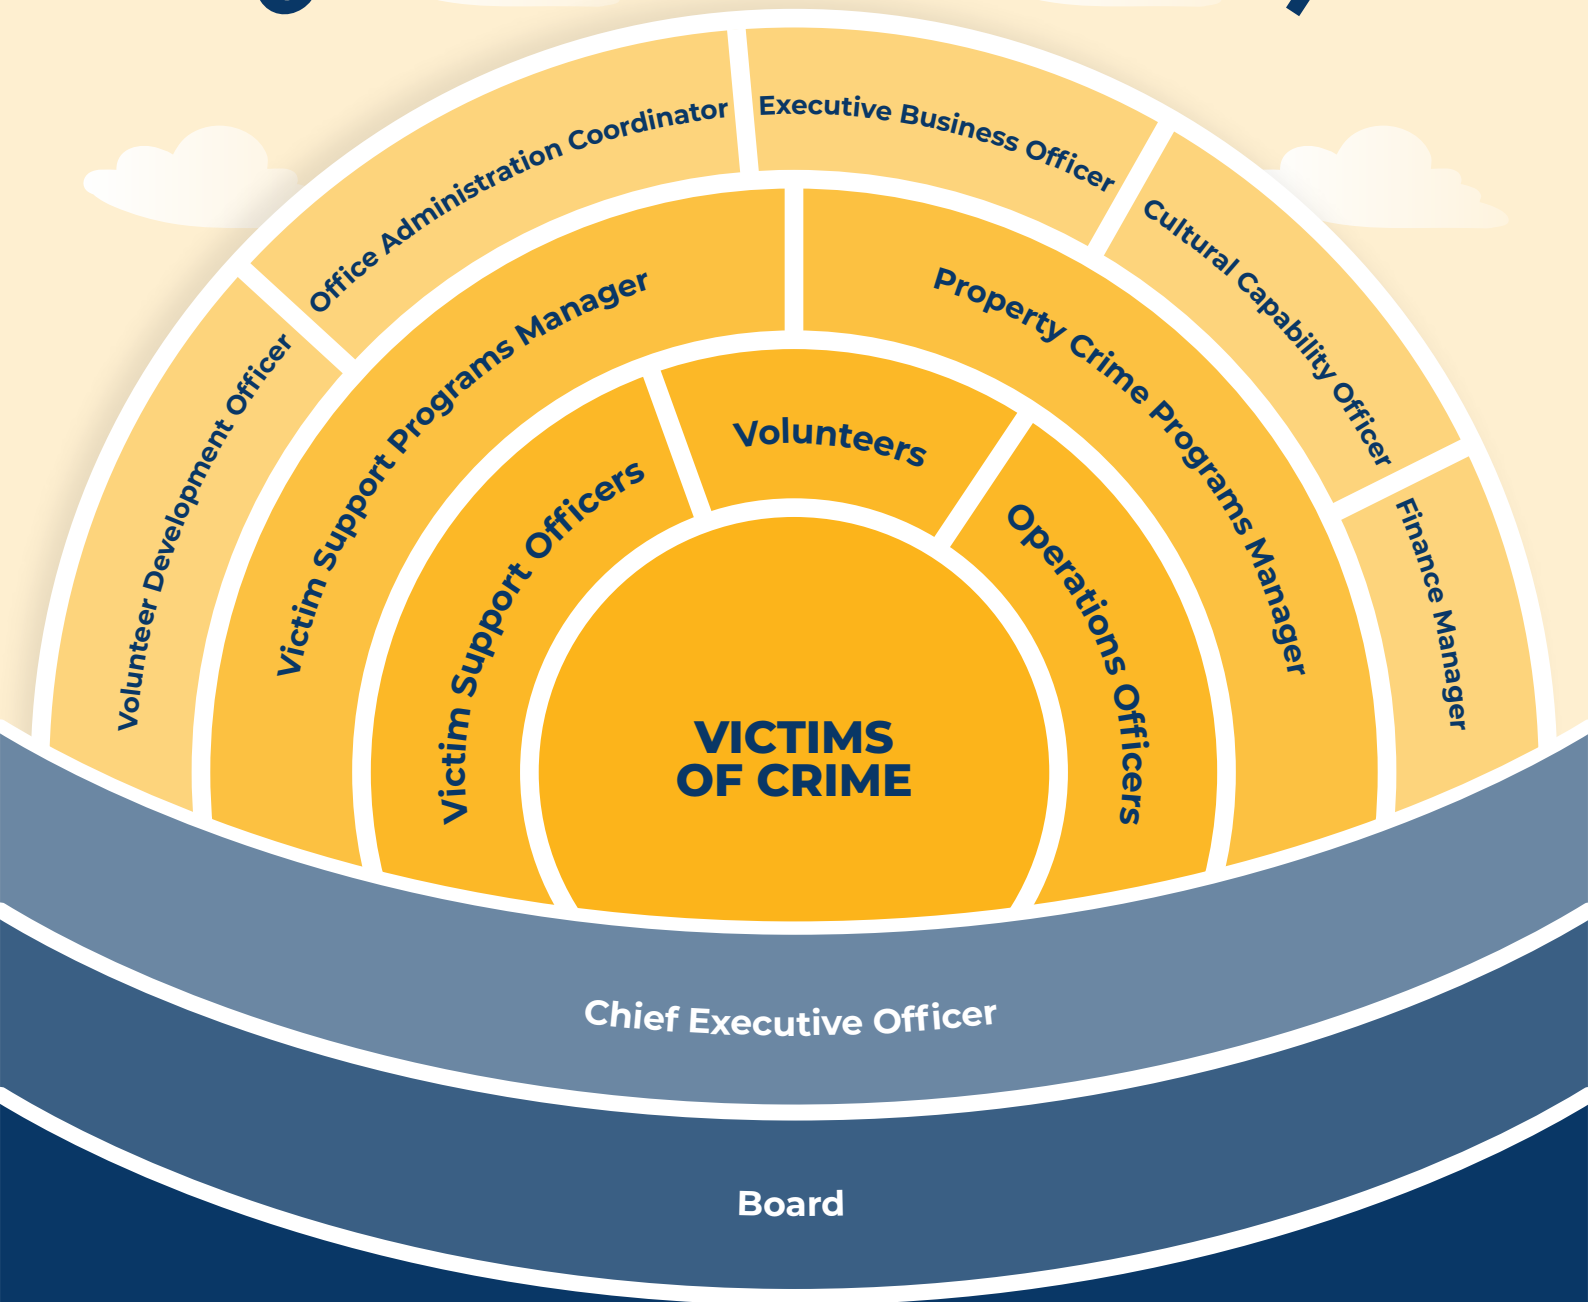 Office Administration Coordinator
Executive Business Officer
Cultural Capability Officer
Volunteer Development Officer
Finance Manager
Victim Support Programs Manager
Property Crime Programs Manager
Victim Support Officers
Volunteers
Operations Officers
VICTIMS
OF CRIME
Chief Executive Officer
Board